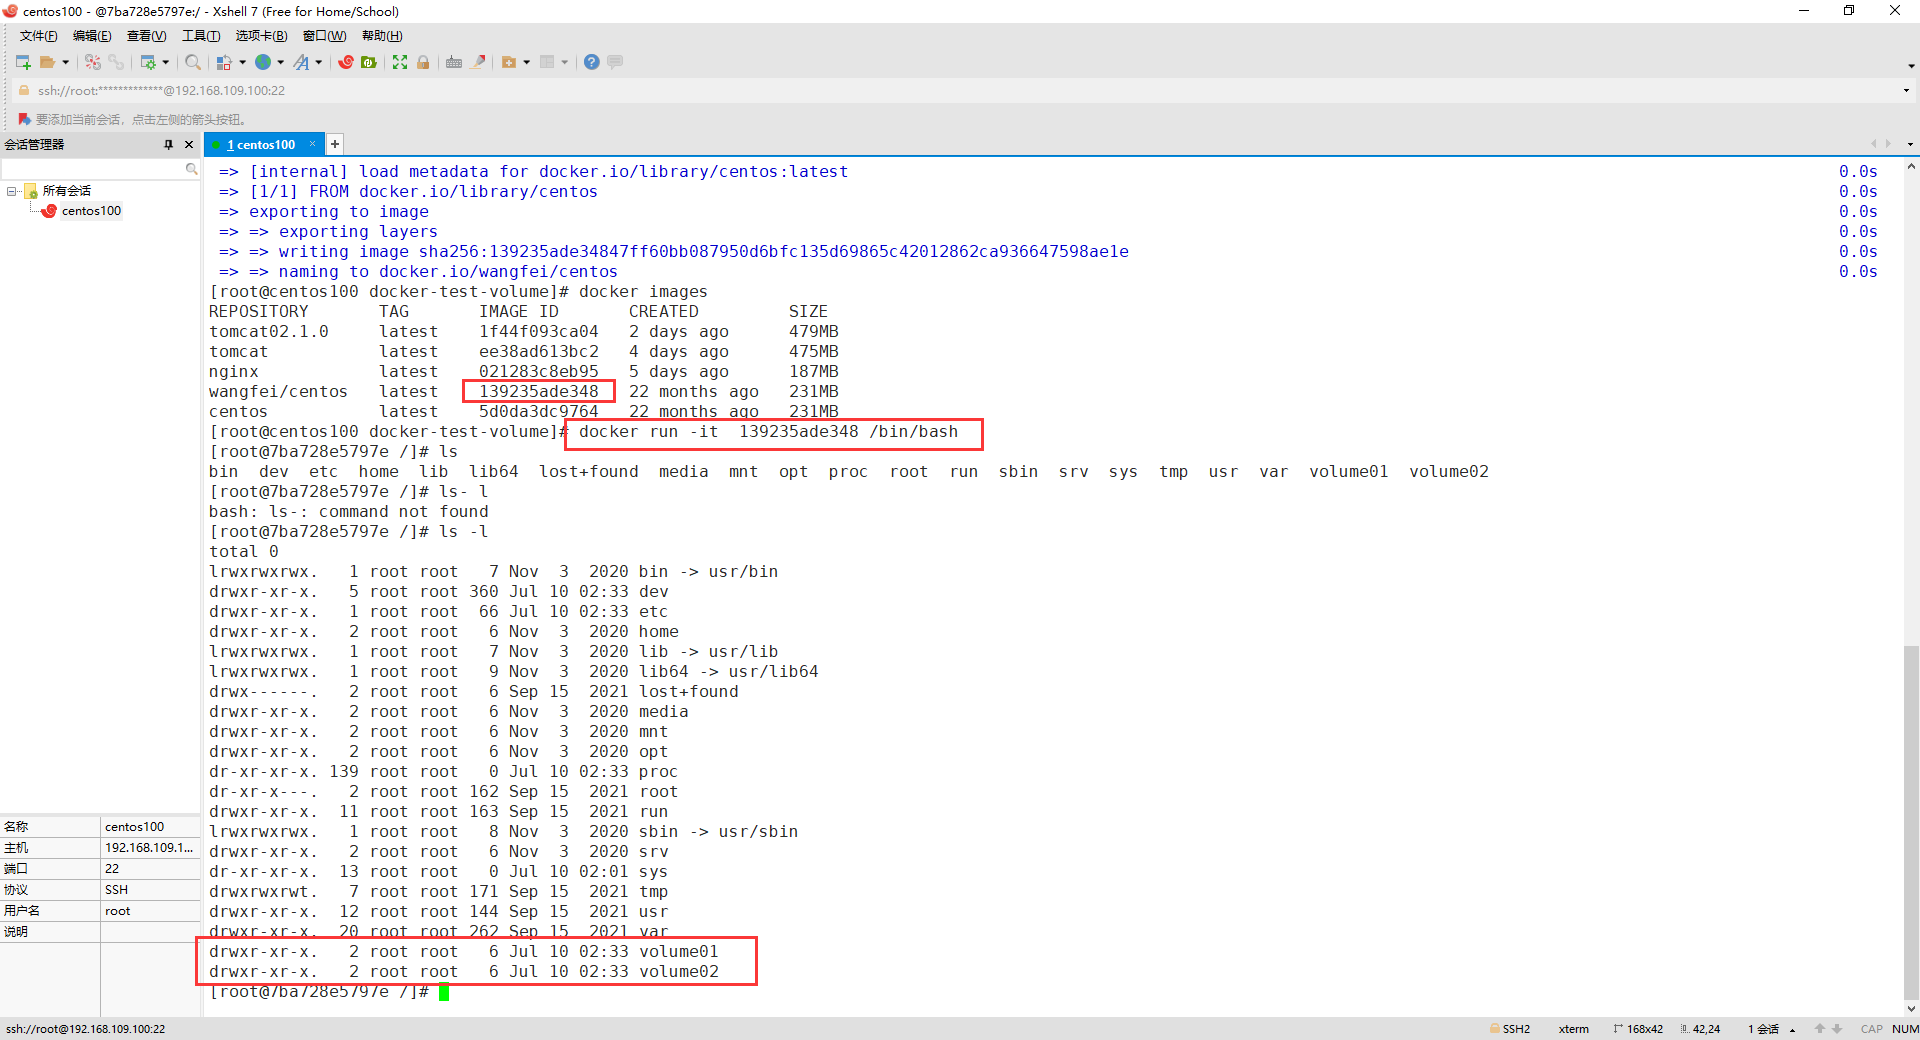 centos100 - @7ba728e5797e:/ - Xshell 7 (Free for Home/School)
文件(F) 编辑(E) 查看(V) 工具(T) 选项卡(B) 窗口(W) 帮助(H)
ssh://root:*************@192.168.109.100:22
要添加当前会话，点击左侧的箭头按钮。
会话管理器
1 centos100
所有会话
centos100
=> [internal] load metadata for docker.io/library/centos:latest 0.0s
=> [1/1] FROM docker.io/library/centos 0.0s
=> exporting to image 0.0s
=> => exporting layers 0.0s
=> => writing image sha256:139235ade34847ff60bb087950d6bfc135d69865c42012862ca936647598ae1e 0.0s
=> => naming to docker.io/wangfei/centos 0.0s
[root@centos100 docker-test-volume]# docker images
REPOSITORY TAG IMAGE ID CREATED SIZE
tomcat02.1.0 latest 1f44f093ca04 2 days ago 479MB
tomcat latest ee38ad613bc2 4 days ago 475MB
nginx latest 021283c8eb95 5 days ago 187MB
wangfei/centos latest 139235ade348 22 months ago 231MB
centos latest 5d0da3dc9764 22 months ago 231MB
[root@centos100 docker-test-volume]# docker run -it  139235ade348 /bin/bash
[root@7ba728e5797e /]# ls
bin dev etc home lib lib64 lost+found media mnt opt proc root run sbin srv sys tmp usr var volume01 volume02
[root@7ba728e5797e /]# ls- l
bash: ls-: command not found
[root@7ba728e5797e /]# ls -l
total 0
lrwxrwxrwx. 1 root root 7 Nov 3 2020 bin -> usr/bin
drwxr-xr-x. 5 root root 360 Jul 10 02:33 dev
drwxr-xr-x. 1 root root 66 Jul 10 02:33 etc
drwxr-xr-x. 2 root root 6 Nov 3 2020 home
lrwxrwxrwx. 1 root root 7 Nov 3 2020 lib -> usr/lib
lrwxrwxrwx. 1 root root 9 Nov 3 2020 lib64 -> usr/lib64
drwx------. 2 root root 6 Sep 15 2021 lost+found
drwxr-xr-x. 2 root root 6 Nov 3 2020 media
drwxr-xr-x. 2 root root 6 Nov 3 2020 mnt
drwxr-xr-x. 2 root root 6 Nov 3 2020 opt
dr-xr-xr-x. 139 root root 0 Jul 10 02:33 proc
dr-xr-x---. 2 root root 162 Sep 15 2021 root
drwxr-xr-x. 11 root root 163 Sep 15 2021 run
lrwxrwxrwx. 1 root root 8 Nov 3 2020 sbin -> usr/sbin
drwxr-xr-x. 2 root root 6 Nov 3 2020 srv
dr-xr-xr-x. 13 root root 0 Jul 10 02:01 sys
drwxrwxrwt. 7 root root 171 Sep 15 2021 tmp
drwxr-xr-x. 12 root root 144 Sep 15 2021 usr
drwxr-xr-x. 20 root root 262 Sep 15 2021 var
drwxr-xr-x. 2 root root 6 Jul 10 02:33 volume01
drwxr-xr-x. 2 root root 6 Jul 10 02:33 volume02
[root@7ba728e5797e /]#
名称 centos100
主机 192.168.109.1...
端口 22
协议 SSH
用户名 root
说明
ssh://root@192.168.109.100:22 SSH2 xterm 168x42 42,24 1 会话 CAP NUM